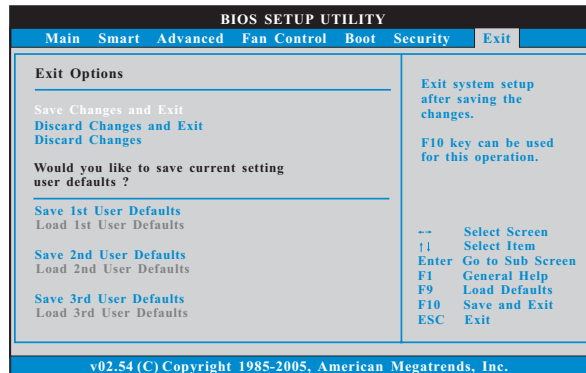 BIOS SETUP UTILITY
Main Smart Advanced Fan Control Boot Security Exit
Exit Options
Save Changes and Exit
Discard Changes and Exit
Discard Changes
Would you like to save current setting
user defaults ?
Save 1st User Defaults
Load 1st User Defaults
Save 2nd User Defaults
Load 2nd User Defaults
Save 3rd User Defaults
Load 3rd User Defaults
Exit system setup
after saving the
changes.
F10 key can be used
for this operation.
←→ Select Screen
↑↓ Select Item
Enter Go to Sub Screen
F1 General Help
F9 Load Defaults
F10 Save and Exit
ESC Exit
v02.54 (C) Copyright 1985-2005, American Megatrends, Inc.